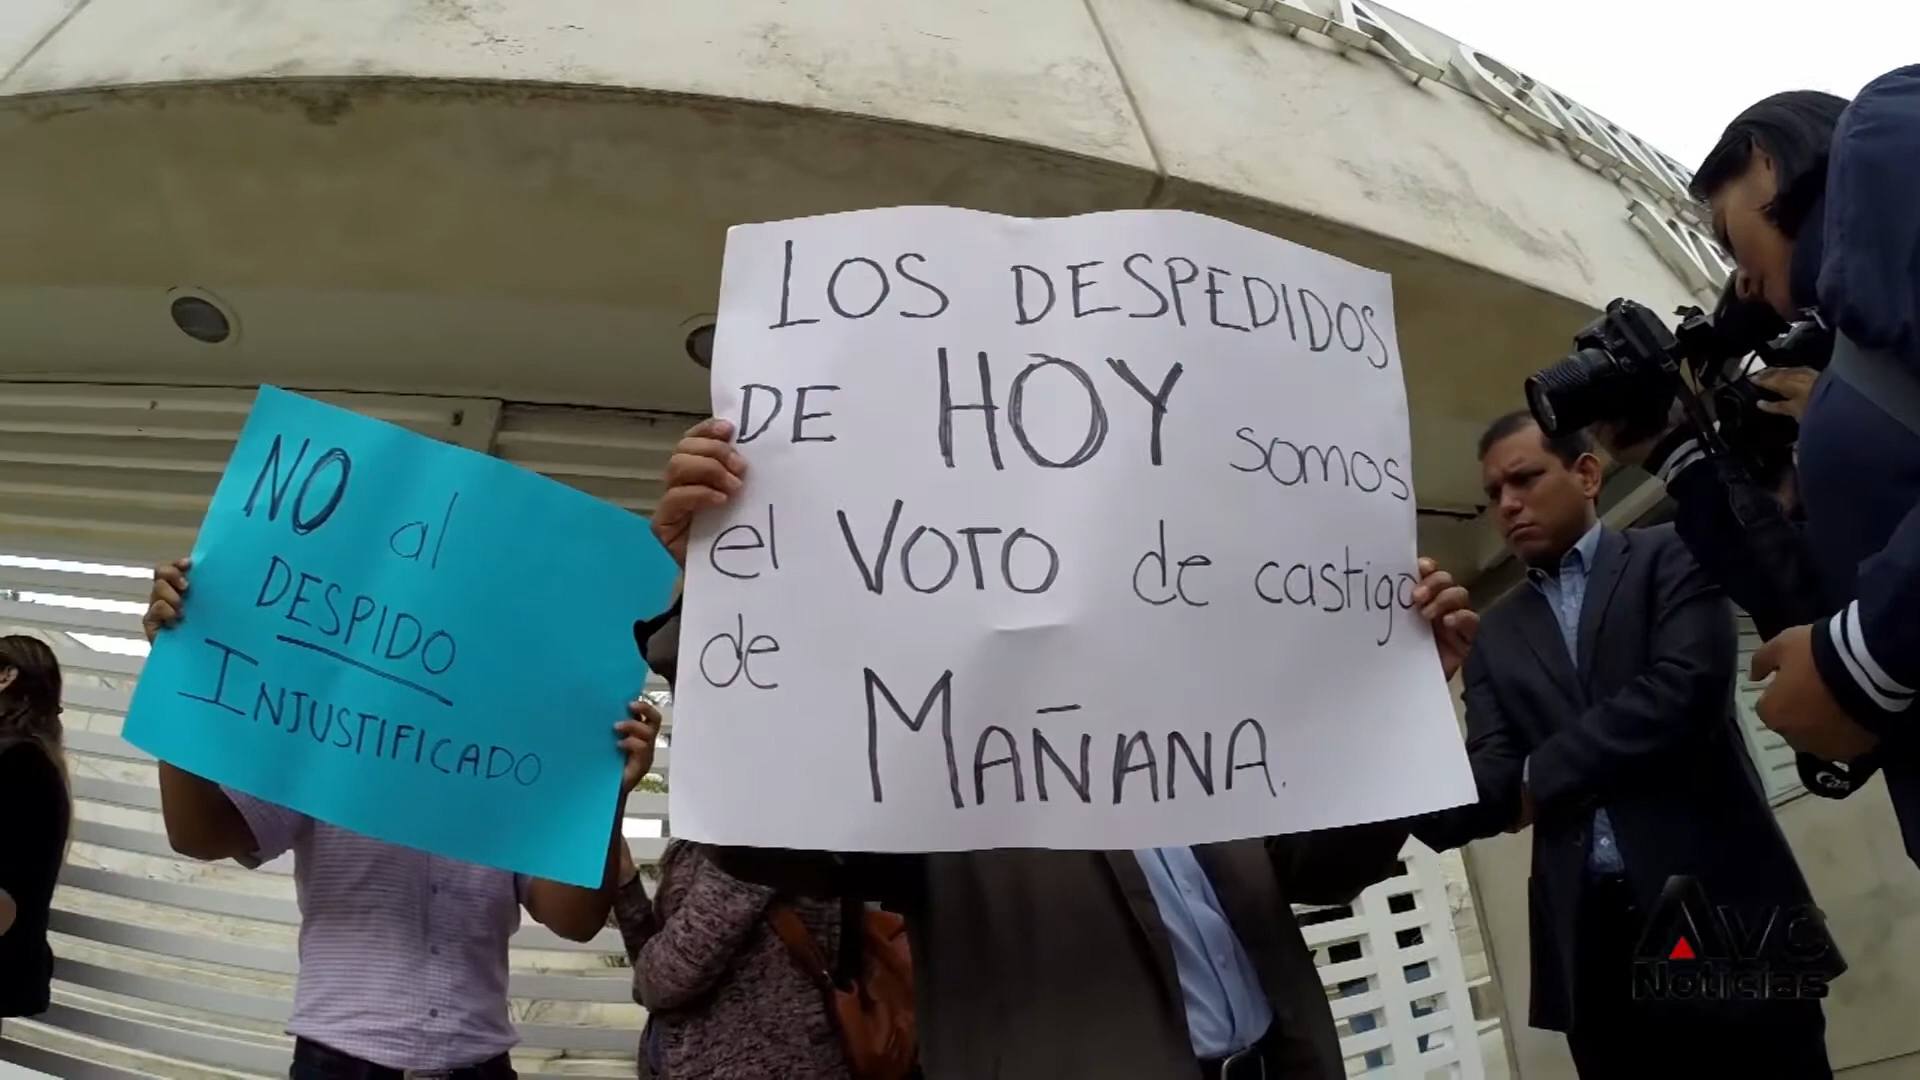 NO al
DESPIDO
INJUSTIFICADO
LOS DESPEDIDOS
DE HOY somos
el VOTO de castigo
de
MAÑANA.
AVC
Noticias